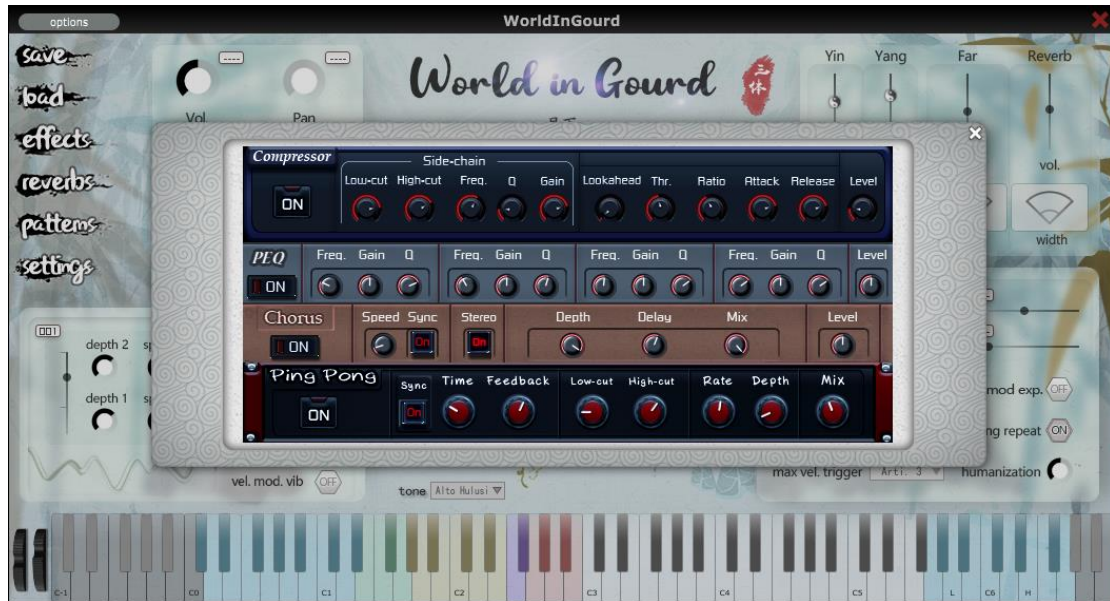 options
WorldInGourd
save
bad
effects
reverbs
pattems
settings
Vol
Pan
World in Gourd
三体
Yin Yang Far Reverb
vol.
width
Compressor
Side-chain
Low-cut High-cut Freq. Q Gain Lookahead Thr. Ratio Attack Release Level
ON
PEQ Freq. Gain Q Freq. Gain Q Freq. Gain Q Freq. Gain Q Level
ON
Chorus Speed Sync Stereo Depth Delay Mix Level
ON On On
Ping Pong Sync Time Feedback Low-cut High-cut Rate Depth Mix
ON On
001
depth 2
depth 1
mod exp. OFF
ng repeat ON
vel. mod. vib OFF
tone Alto Hulusi
max vel. trigger Arti. 3 humanization
C-1 C0 C1 C2 C3 C4 C5 L C6 H